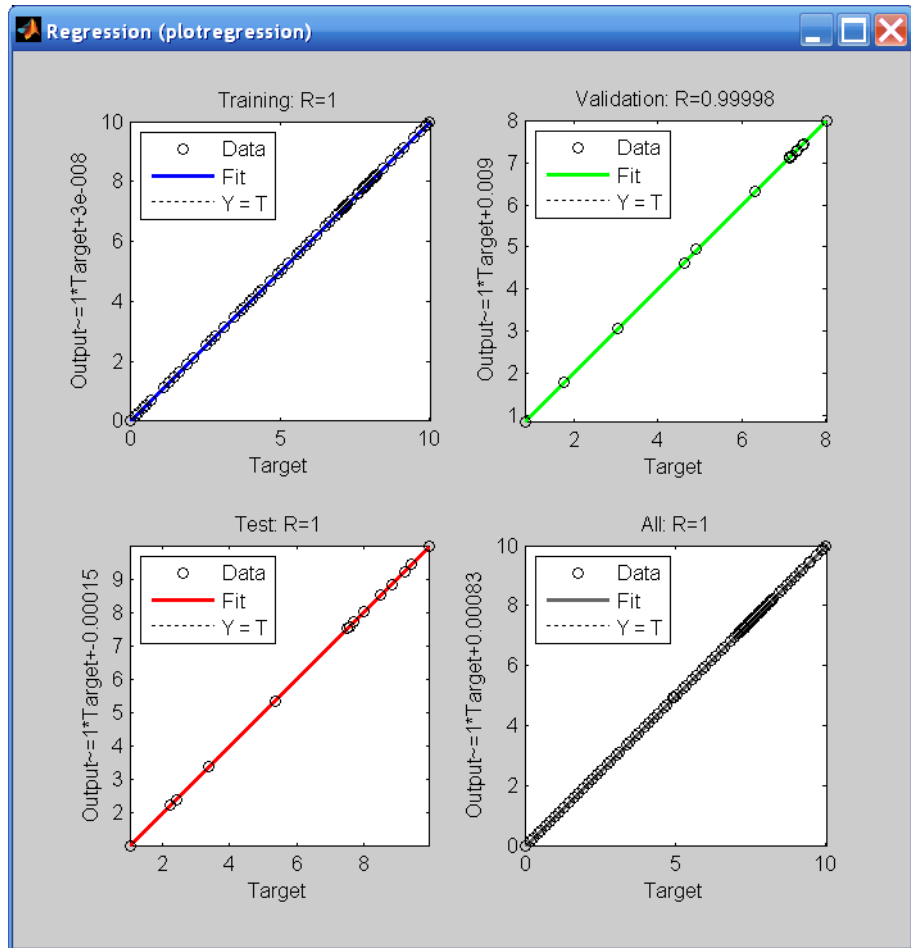 Regression (plotregression)
Training: R=1
Output~=1*Target+3e-008
10
8
6
4
2
0
Data
Fit
Y = T
0
5
10
Target
Validation: R=0.99998
Output~=1*Target+0.009
8
7
6
5
4
3
2
1
Data
Fit
Y = T
2
4
6
8
Target
Test: R=1
Output~=1*Target+-0.00015
9
8
7
6
5
4
3
2
Data
Fit
Y = T
2
4
6
8
Target
All: R=1
Output~=1*Target+0.00083
10
8
6
4
2
0
Data
Fit
Y = T
0
5
10
Target